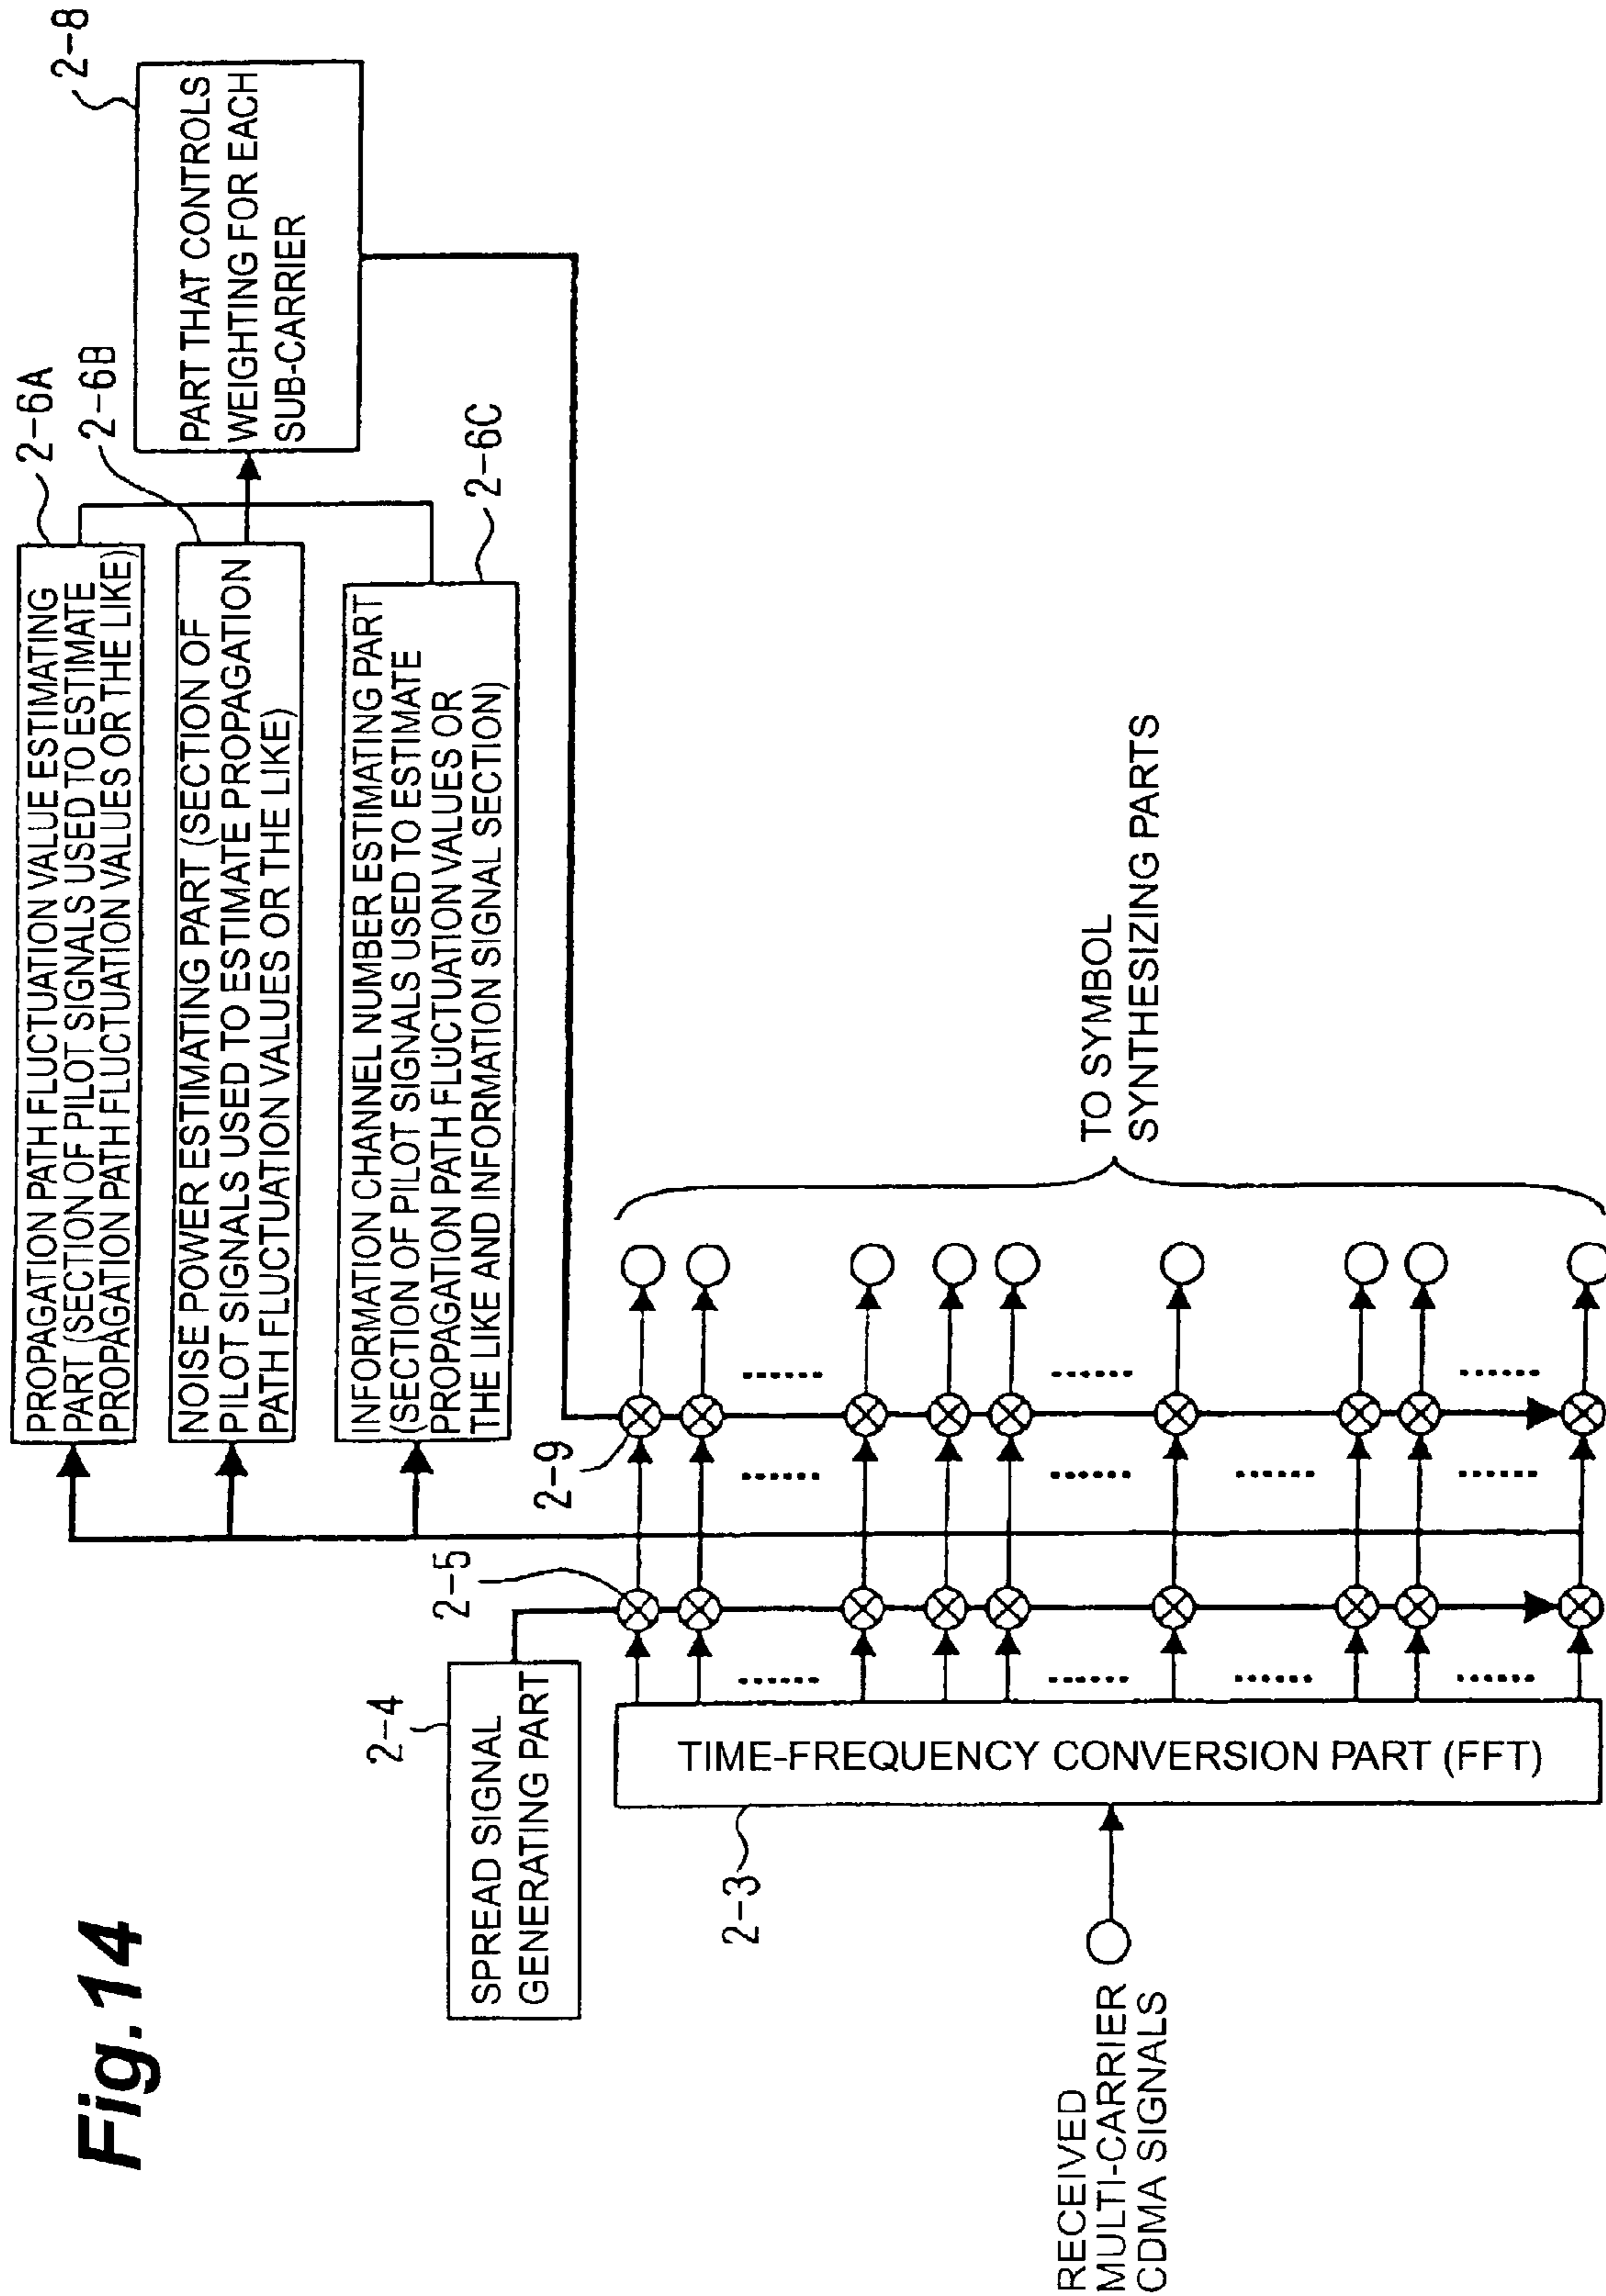 Fig.14
2-6A
PROPAGATION PATH FLUCTUATION VALUE ESTIMATING
PART (SECTION OF PILOT SIGNALS USED TO ESTIMATE
PROPAGATION PATH FLUCTUATION VALUES OR THE LIKE)
2-6B
NOISE POWER ESTIMATING PART (SECTION OF
PILOT SIGNALS USED TO ESTIMATE PROPAGATION
PATH FLUCTUATION VALUES OR THE LIKE)
2-8
PART THAT CONTROLS
WEIGHTING FOR EACH
SUB-CARRIER
INFORMATION CHANNEL NUMBER ESTIMATING PART
(SECTION OF PILOT SIGNALS USED TO ESTIMATE
PROPAGATION PATH FLUCTUATION VALUES OR
THE LIKE AND INFORMATION SIGNAL SECTION)
2-6C
2-4
SPREAD SIGNAL
GENERATING PART
2-5
2-9
2-3
TIME-FREQUENCY CONVERSION PART (FFT)
RECEIVED
MULTI-CARRIER
CDMA SIGNALS
TO SYMBOL
SYNTHESIZING PARTS